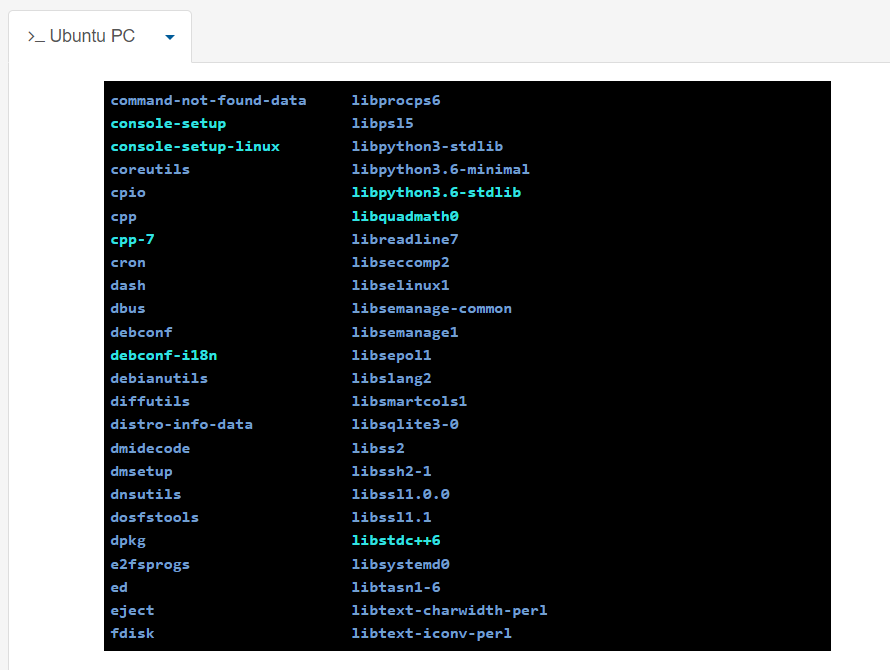 >_ Ubuntu PC
command-not-found-data libprocps6
console-setup libpsl5
console-setup-linux libpython3-stdlib
coreutils libpython3.6-minimal
cpio libpython3.6-stdlib
cpp libquadmath0
cpp-7 libreadline7
cron libseccomp2
dash libselinux1
dbus libsemanage-common
debconf libsemanage1
debconf-i18n libsepol1
debianutils libslang2
diffutils libsmartcols1
distro-info-data libsqlite3-0
dmidecode libss2
dmsetup libssh2-1
dnsutils libssl1.0.0
dosfstools libssl1.1
dpkg libstdc++6
e2fsprogs libsystemd0
ed libtasn1-6
eject libtext-charwidth-perl
fdisk libtext-iconv-perl